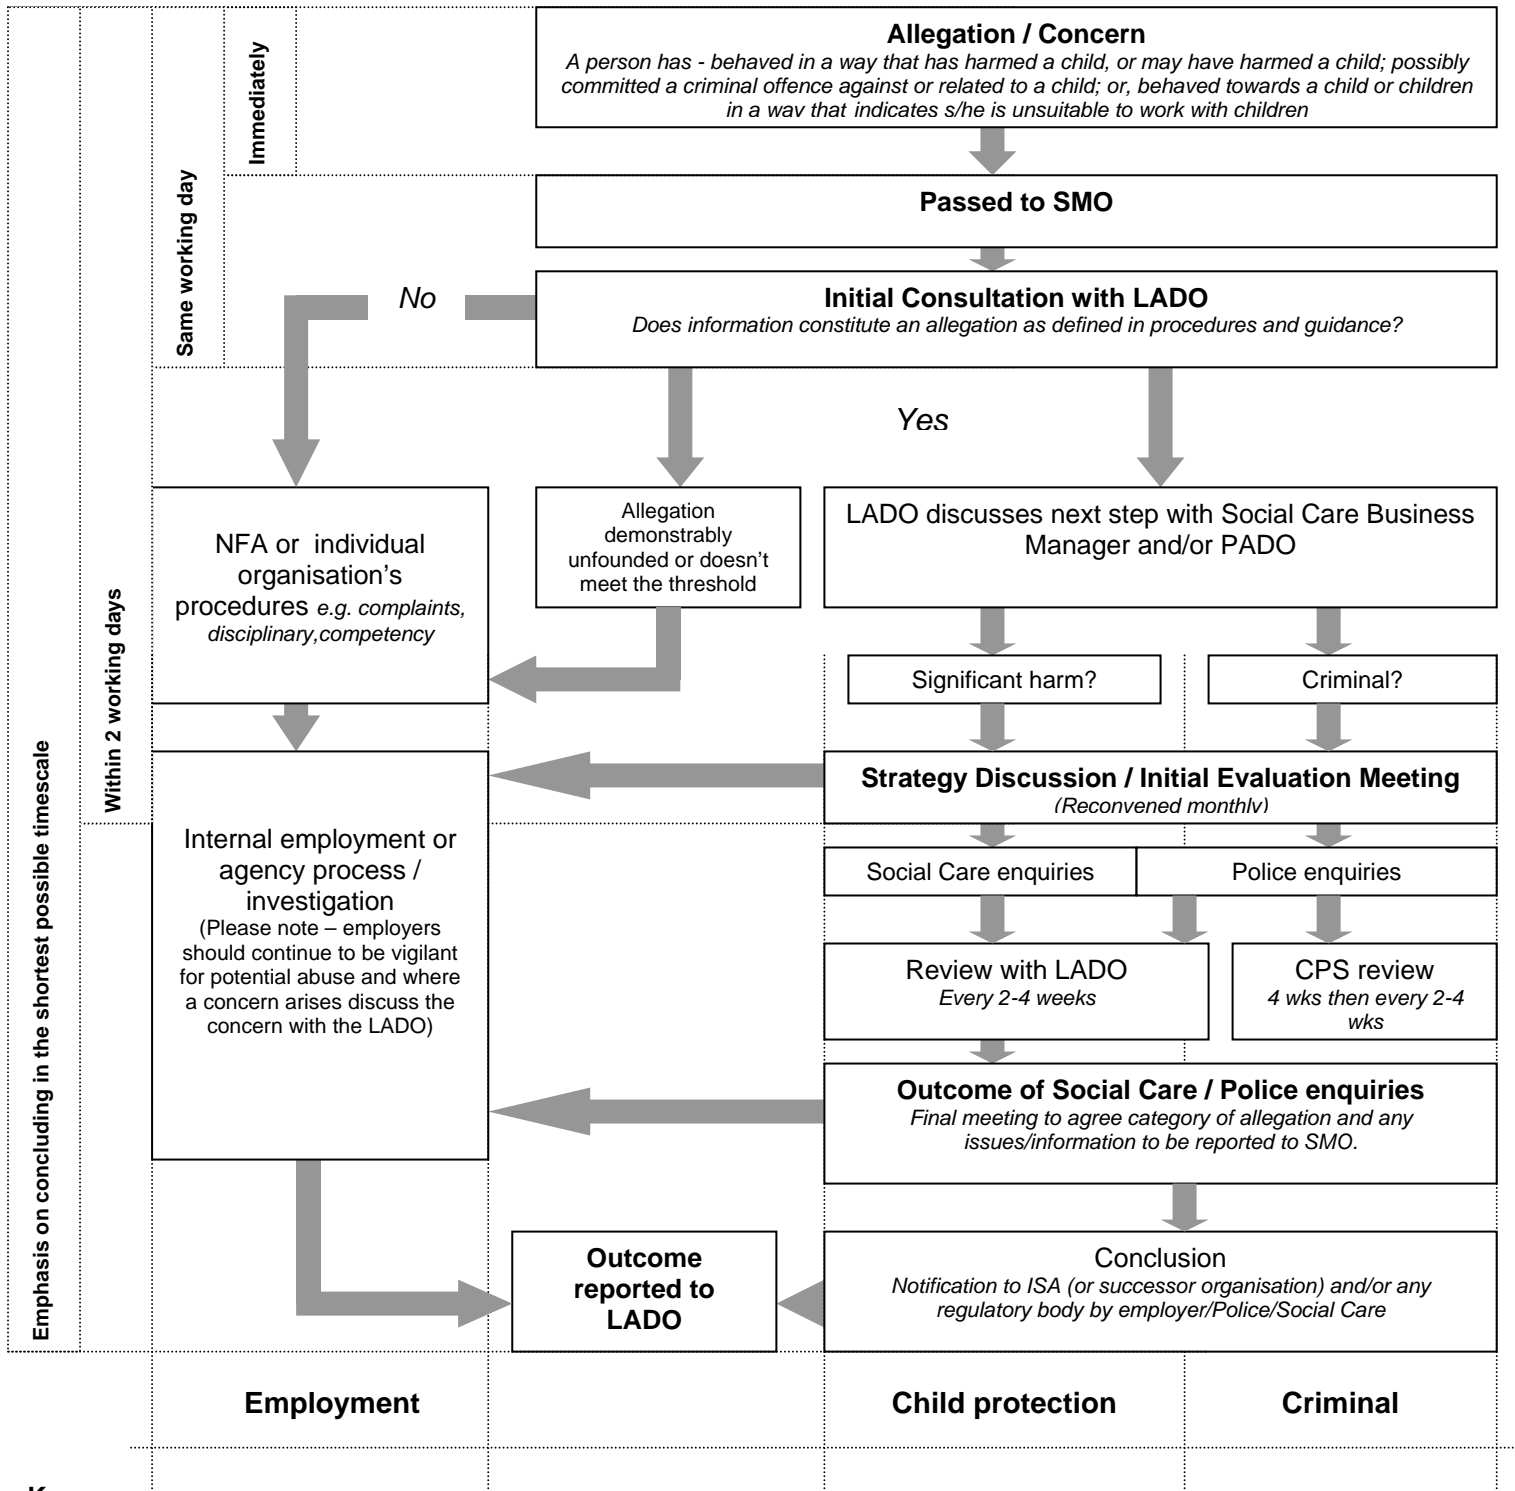 Allegation / Concern
A person has - behaved in a way that has harmed a child, or may have harmed a child; possibly
committed a criminal offence against or related to a child; or, behaved towards a child or children
in a way that indicates s/he is unsuitable to work with children
Immediately
Passed to SMO
Same working day
Initial Consultation with LADO
Does information constitute an allegation as defined in procedures and guidance?
No
Yes
Within 2 working days
NFA or individual
organisation's
procedures e.g. complaints,
disciplinary,competency
Allegation
demonstrably
unfounded or doesn't
meet the threshold
LADO discusses next step with Social Care Business
Manager and/or PADO
Significant harm?
Criminal?
Strategy Discussion / Initial Evaluation Meeting
(Reconvened monthly)
Emphasis on concluding in the shortest possible timescale
Internal employment or
agency process /
investigation
(Please note – employers
should continue to be vigilant
for potential abuse and where
a concern arises discuss the
concern with the LADO)
Social Care enquiries
Police enquiries
Review with LADO
Every 2-4 weeks
CPS review
4 wks then every 2-4
wks
Outcome of Social Care / Police enquiries
Final meeting to agree category of allegation and any
issues/information to be reported to SMO.
Outcome
reported to
LADO
Conclusion
Notification to ISA (or successor organisation) and/or any
regulatory body by employer/Police/Social Care
Employment
Child protection
Criminal